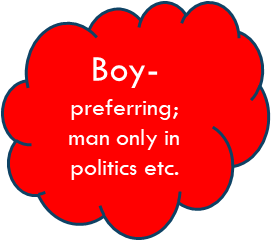 Boy-
preferring;
man only in
politics etc.